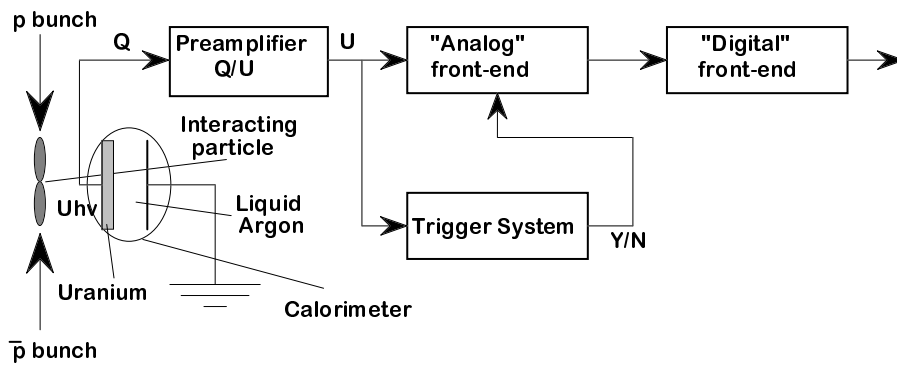 p bunch
Q
Preamplifier
Q/U
U
"Analog"
front-end
"Digital"
front-end
Interacting
particle
Uhv
Liquid
Argon
Trigger System
Y/N
Uranium
Calorimeter
p̅ bunch